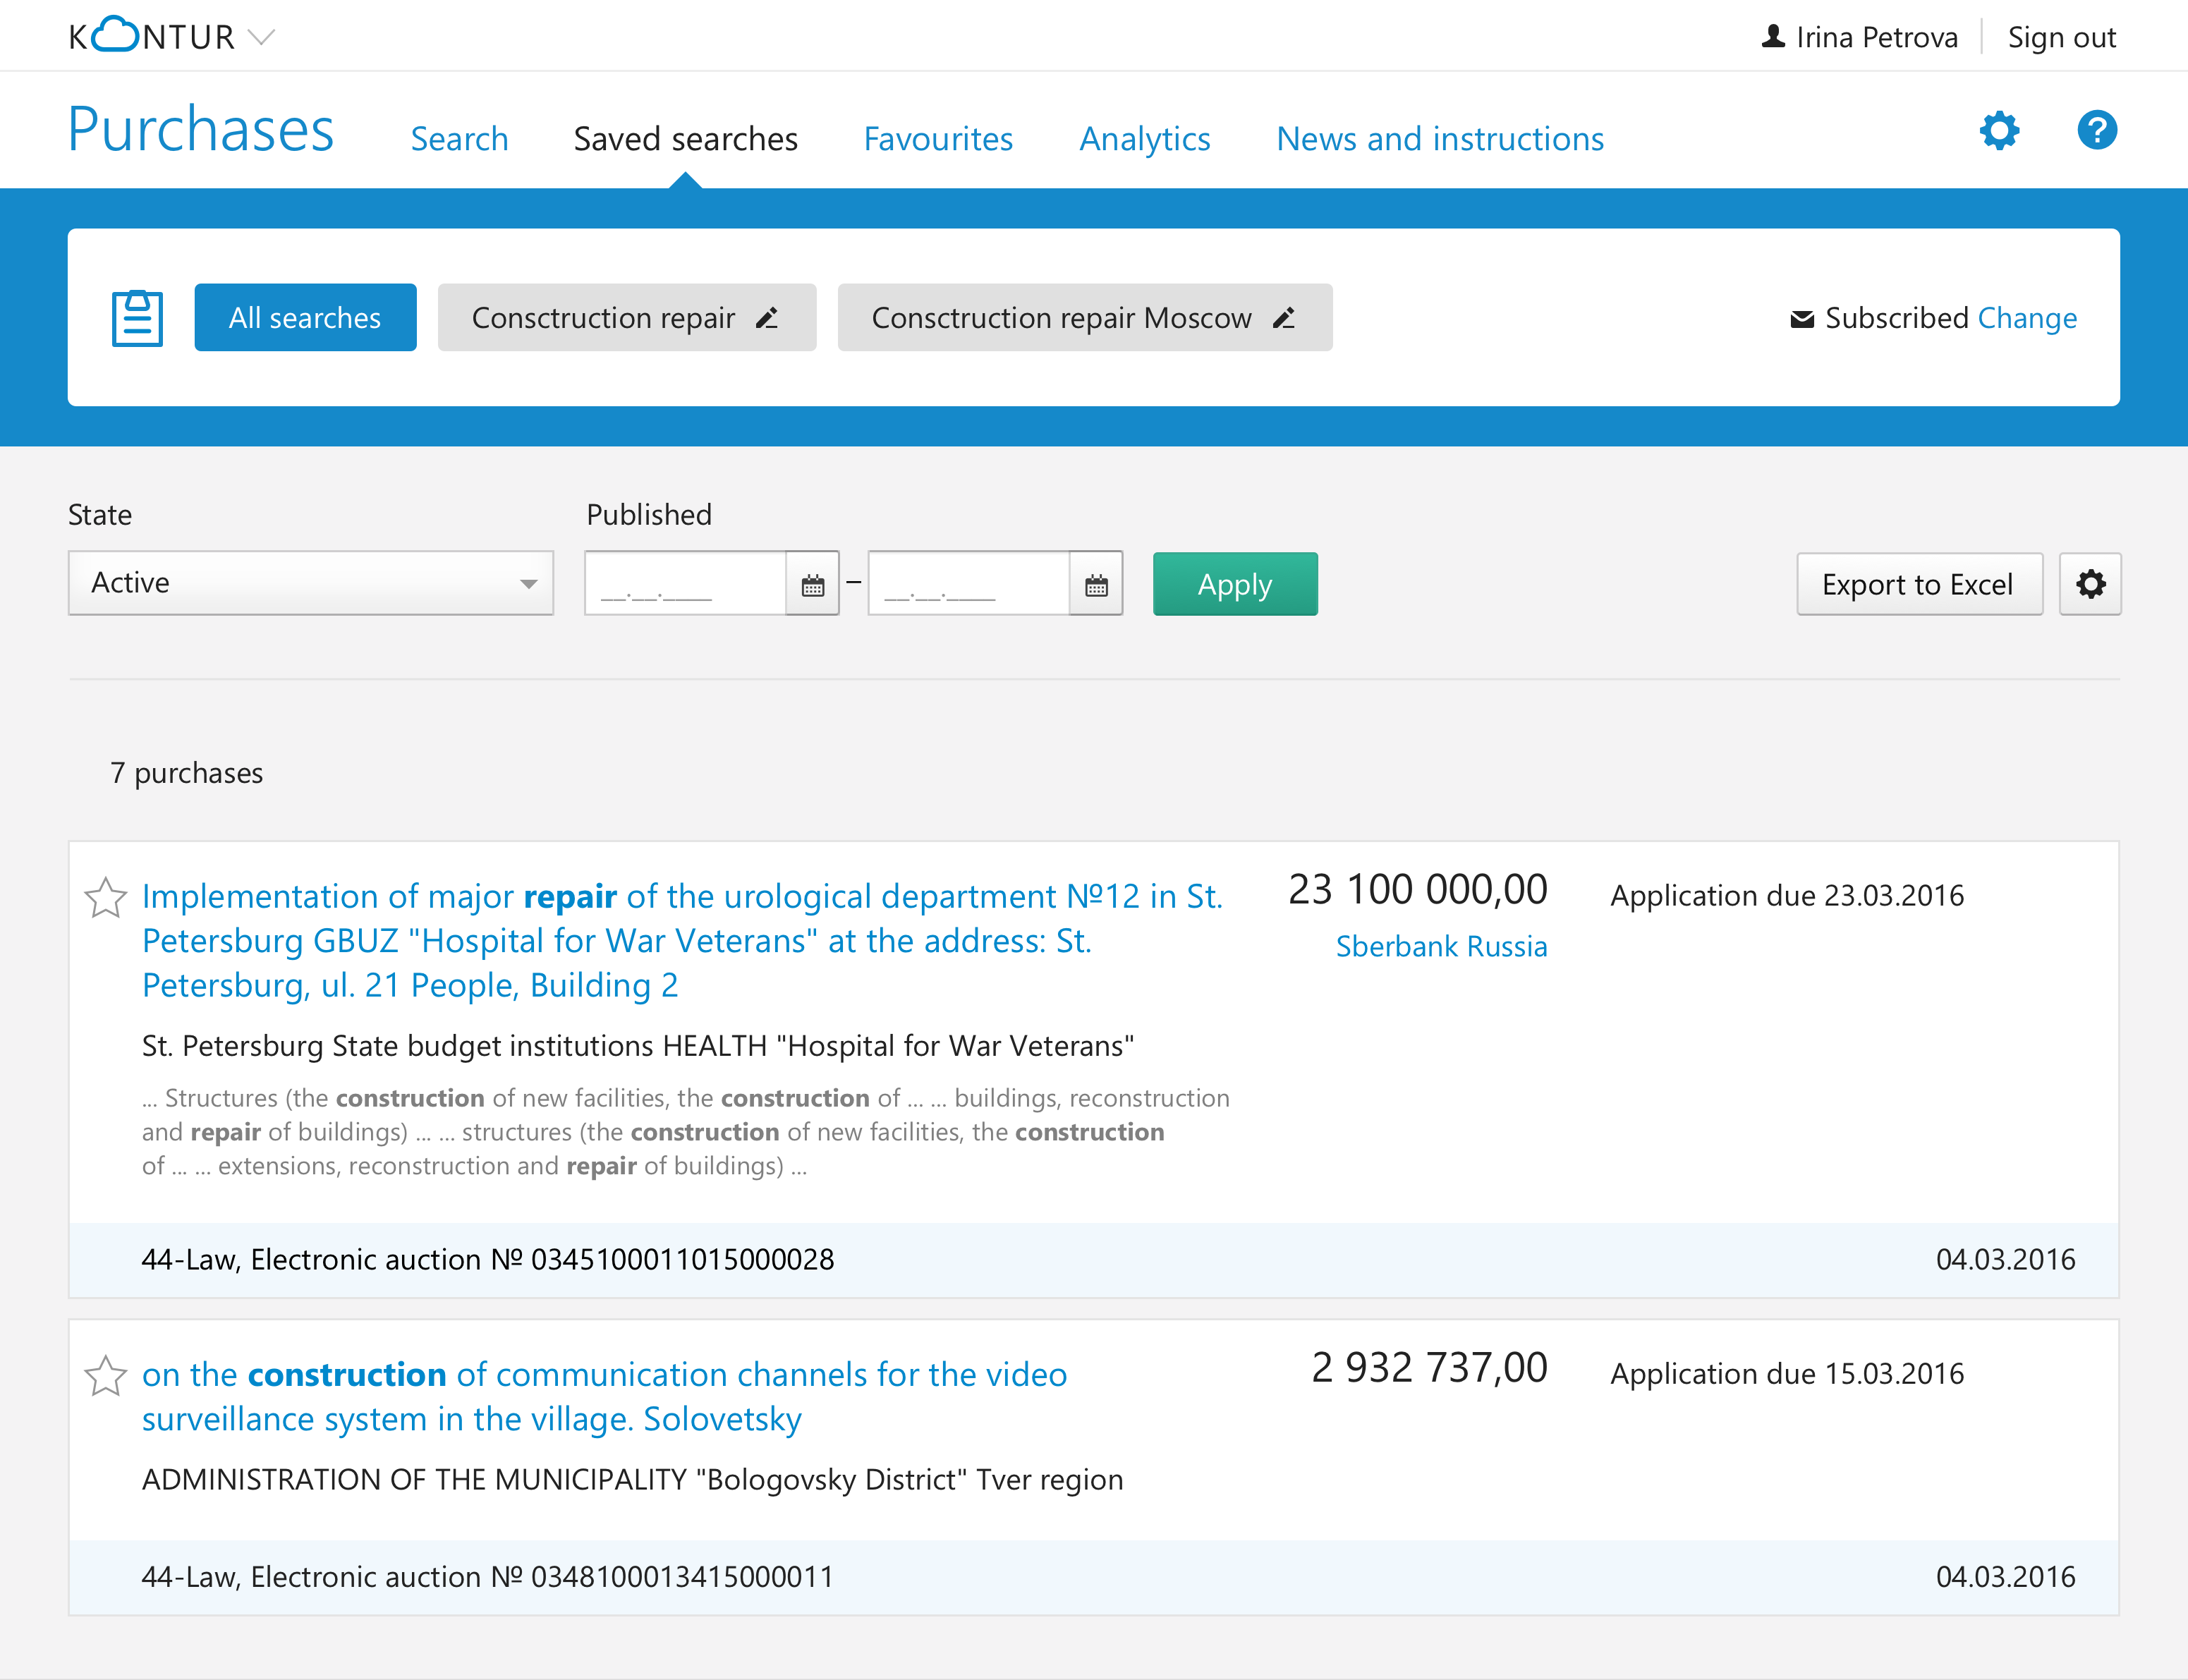 KONTUR
Irina Petrova
Sign out
Purchases
Search
Saved searches
Favourites
Analytics
News and instructions
?
All searches
Consctruction repair
Consctruction repair Moscow
Subscribed Change
State
Published
Active
__.__.____
–
__.__.____
Apply
Export to Excel
7 purchases
Implementation of major repair of the urological department №12 in St.
Petersburg GBUZ "Hospital for War Veterans" at the address: St.
Petersburg, ul. 21 People, Building 2
23 100 000,00
Sberbank Russia
Application due 23.03.2016
St. Petersburg State budget institutions HEALTH "Hospital for War Veterans"
... Structures (the construction of new facilities, the construction of ... ... buildings, reconstruction
and repair of buildings) ... ... structures (the construction of new facilities, the construction
of ... ... extensions, reconstruction and repair of buildings) ...
44-Law, Electronic auction № 0345100011015000028
04.03.2016
on the construction of communication channels for the video
surveillance system in the village. Solovetsky
2 932 737,00
Application due 15.03.2016
ADMINISTRATION OF THE MUNICIPALITY "Bologovsky District" Tver region
44-Law, Electronic auction № 0348100013415000011
04.03.2016